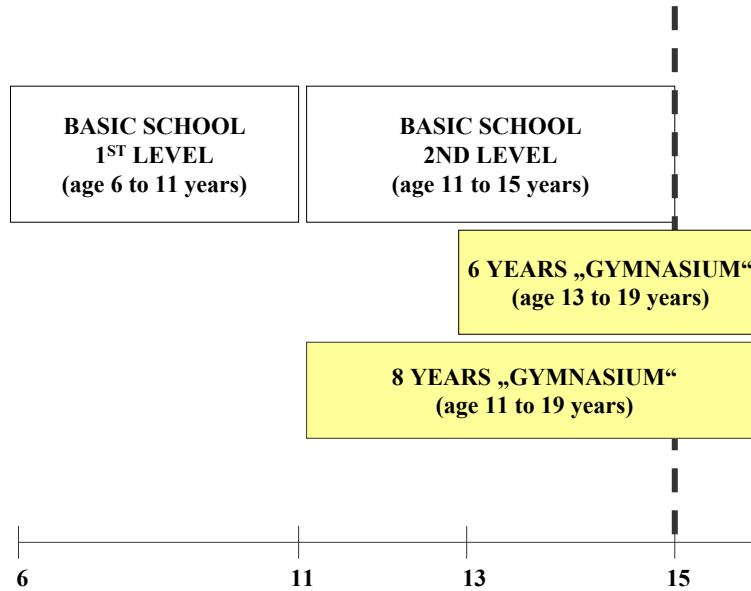 BASIC SCHOOL
1ST LEVEL
(age 6 to 11 years)
BASIC SCHOOL
2ND LEVEL
(age 11 to 15 years)
6 YEARS „GYMNASIUM“
(age 13 to 19 years)
8 YEARS „GYMNASIUM“
(age 11 to 19 years)
6 11 13 15